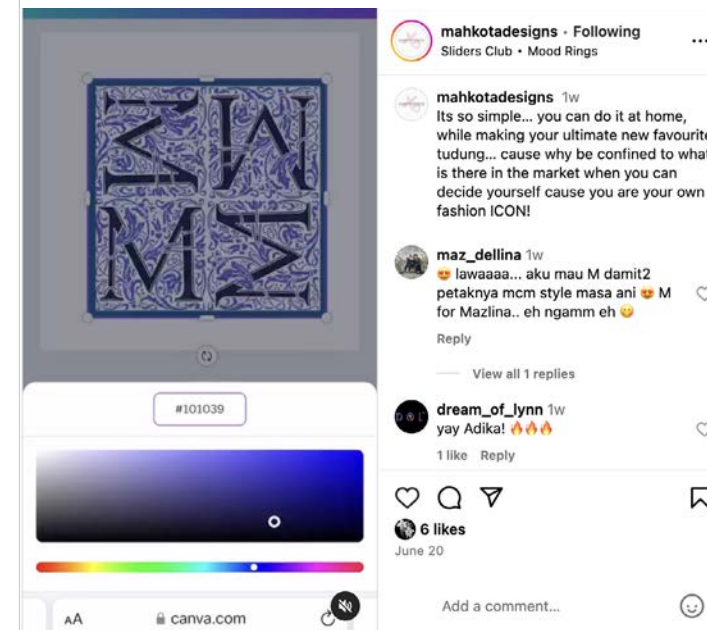 M
M
M
M
#101039
AA
canva.com
mahkotadesigns • Following
Sliders Club • Mood Rings
mahkotadesigns 1w
Its so simple... you can do it at home,
while making your ultimate new favourite
tudung... cause why be confined to what
is there in the market when you can
decide yourself cause you are your own
fashion ICON!
maz_dellina 1w
😍 lawaaaa... aku mau M damit2
petaknya mcm style masa ani 😍 M
for Mazlina.. eh ngamm eh 😋
Reply
View all 1 replies
dream_of_lynn 1w
yay Adika! 🔥🔥🔥
1 like Reply
6 likes
June 20
Add a comment...